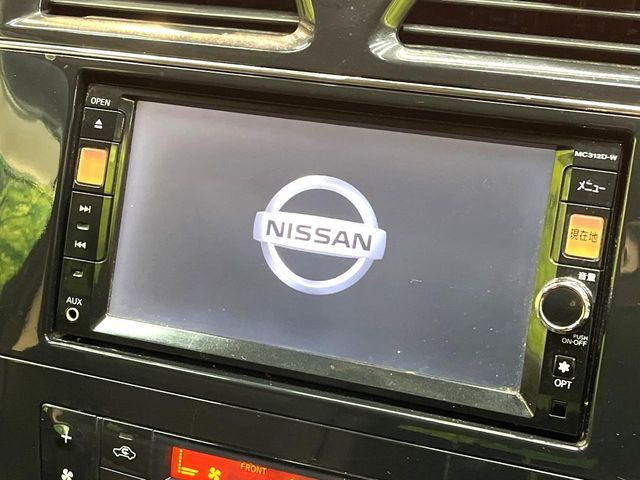 OPEN
MC312D-W
メニュー
現在地
NISSAN
音量
AUX
PUSH
ON-OFF
OPT
FRONT